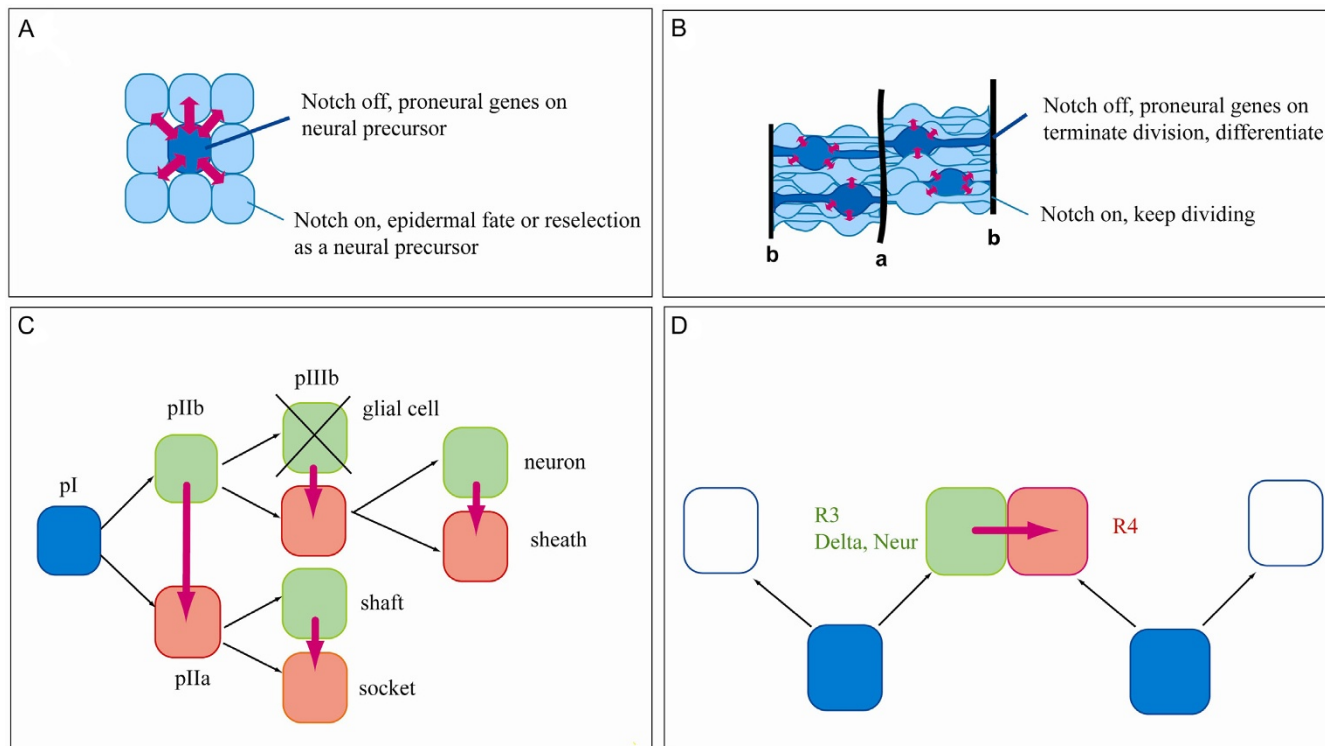 A
Notch off, proneural genes on
neural precursor
Notch on, epidermal fate or reselection
as a neural precursor
B
Notch off, proneural genes on
terminate division, differentiate
Notch on, keep dividing
b
a
b
C
pI
pIIb
pIIIb
glial cell
neuron
sheath
shaft
pIIa
socket
D
R3
Delta, Neur
R4